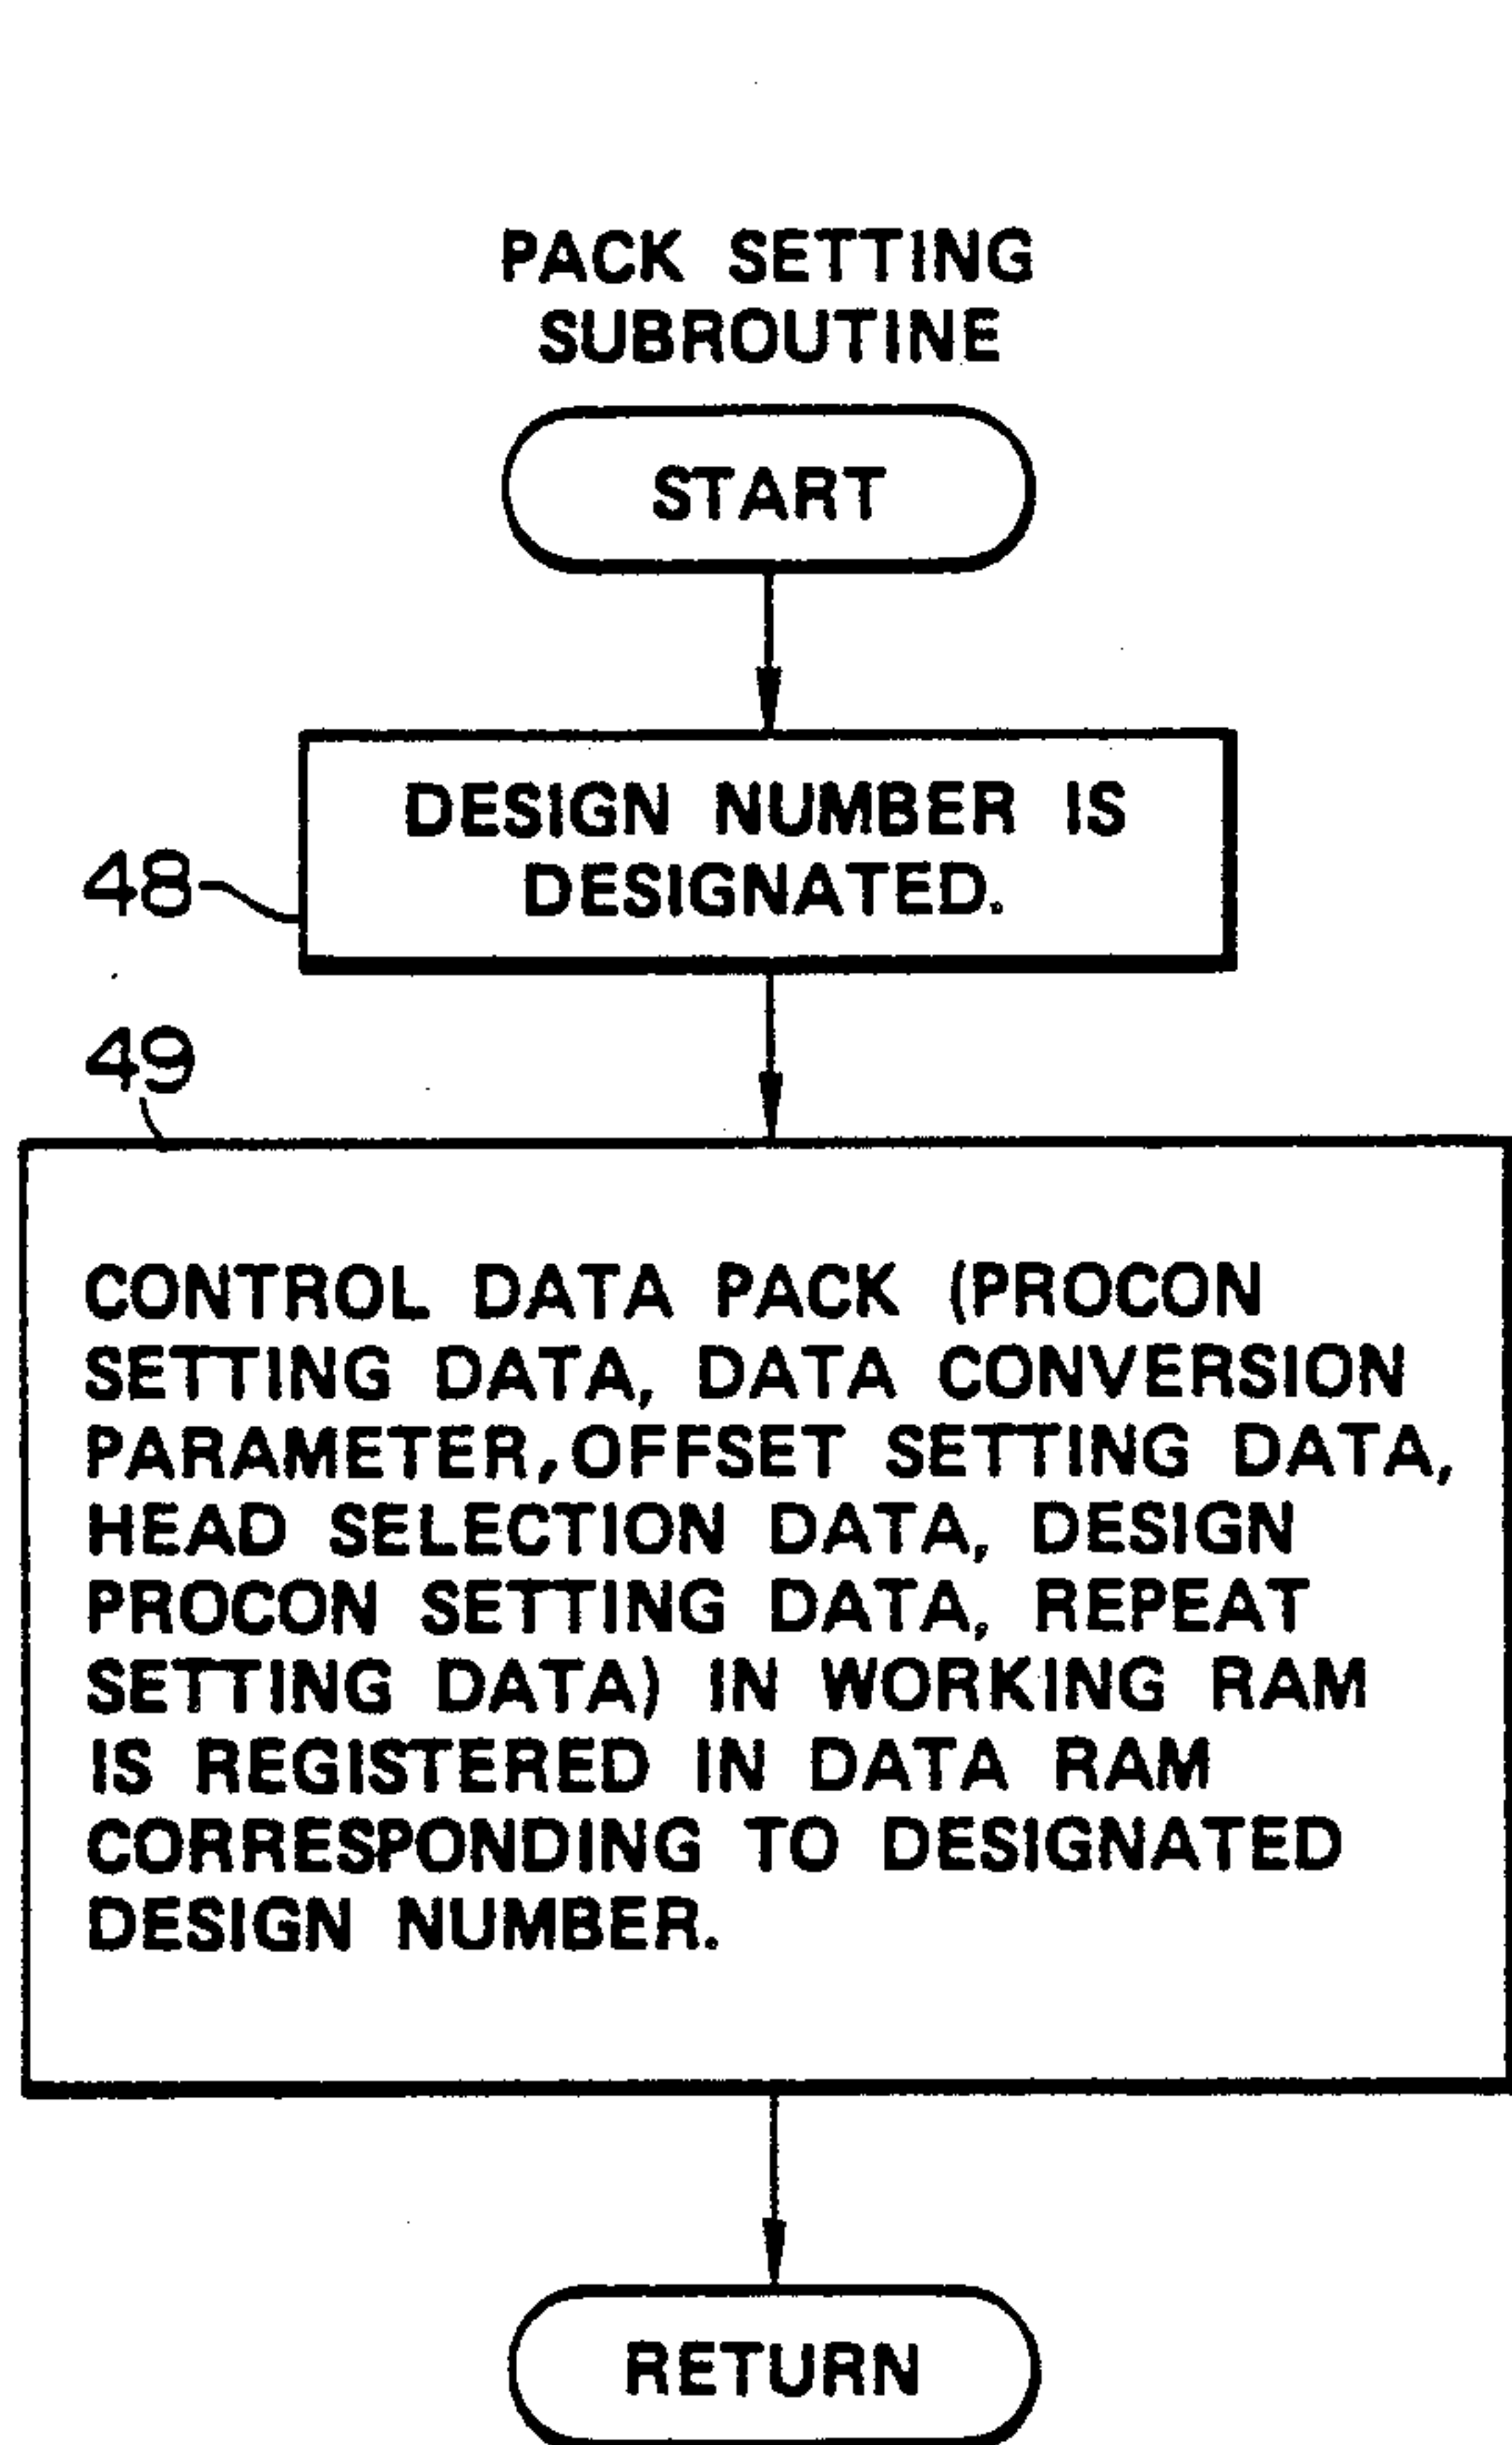 PACK SETTING
SUBROUTINE
START
DESIGN NUMBER IS
DESIGNATED.
48
49
CONTROL DATA PACK (PROCON
SETTING DATA, DATA CONVERSION
PARAMETER, OFFSET SETTING DATA,
HEAD SELECTION DATA, DESIGN
PROCON SETTING DATA, REPEAT
SETTING DATA) IN WORKING RAM
IS REGISTERED IN DATA RAM
CORRESPONDING TO DESIGNATED
DESIGN NUMBER.
RETURN